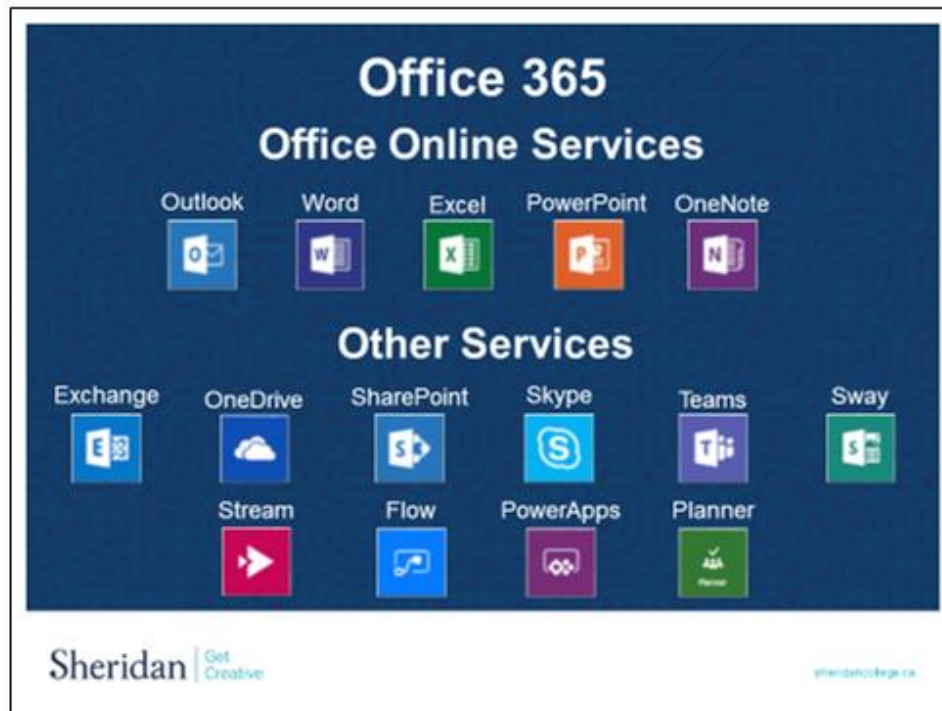 Office 365
Office Online Services
Outlook Word Excel PowerPoint OneNote
O W X P N
Other Services
Exchange OneDrive SharePoint Skype Teams Sway
E S S T S
Stream Flow PowerApps Planner
Planner
Sheridan Get
Creative
sheridancollege.ca